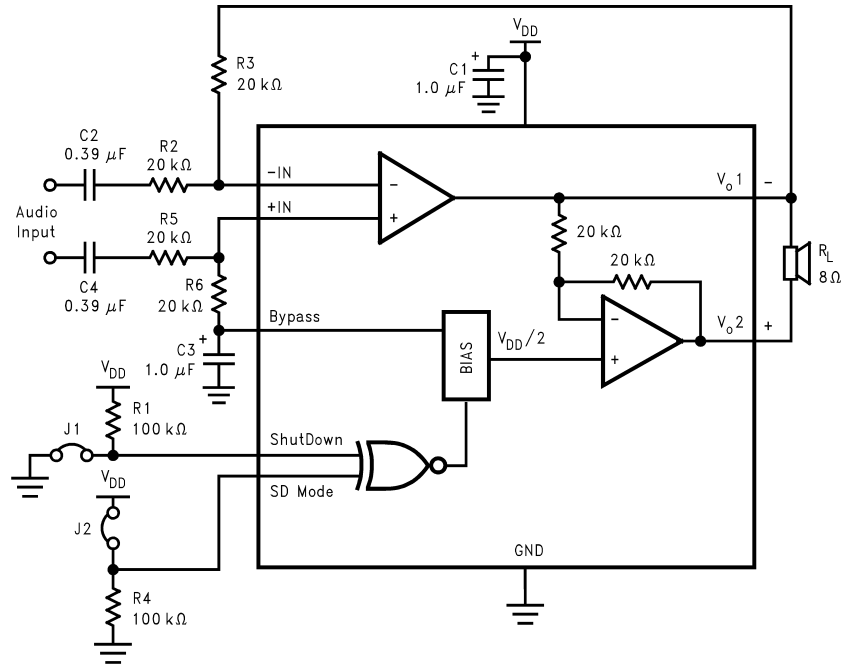 V_DD
R3
20 kΩ
C1
+
1.0 µF
C2
0.39 µF
R2
20 kΩ
-IN
-
V_o1
-
Audio
Input
R5
20 kΩ
+IN
+
20 kΩ
C4
0.39 µF
R6
20 kΩ
20 kΩ
R_L
8Ω
Bypass
BIAS
V_DD/2
-
+
V_o2
+
+
C3
1.0 µF
V_DD
R1
100 kΩ
J1
ShutDown
V_DD
SD Mode
J2
GND
R4
100 kΩ